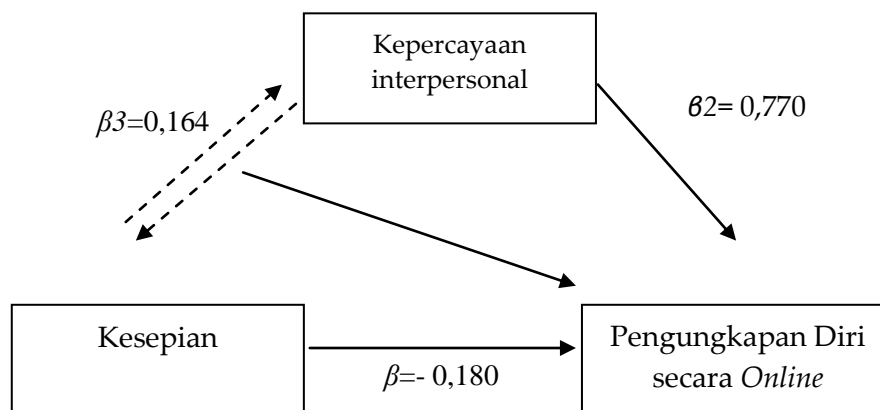 Kepercayaan
interpersonal
β3=0,164
β2= 0,770
Kesepian
Pengungkapan Diri
secara Online
β=- 0,180